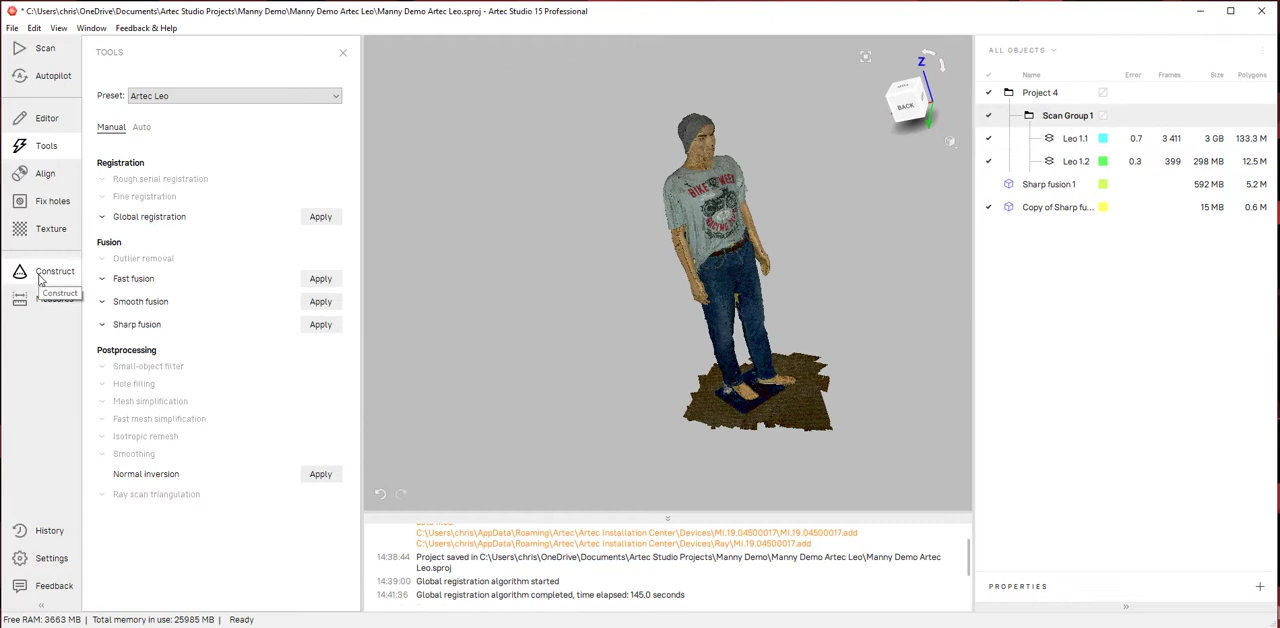 * C:\Users\chris\OneDrive\Documents\Artec Studio Projects\Manny Demo\Manny Demo Artec Leo\Manny Demo Artec Leo.sproj - Artec Studio 15 Professional
File Edit View Window Feedback & Help
Scan
Autopilot
Editor
Tools
Align
Fix holes
Texture
Construct
Construct
Measures
History
Settings
Feedback
TOOLS
Preset: Artec Leo
Manual Auto
Registration
Rough serial registration
Fine registration
Global registration Apply
Fusion
Outlier removal
Fast fusion Apply
Smooth fusion Apply
Sharp fusion Apply
Postprocessing
Small-object filter
Hole filling
Mesh simplification
Fast mesh simplification
Isotropic remesh
Smoothing
Normal inversion Apply
Ray scan triangulation
Z
BACK
BIKE WEEK
C:\Users\chris\AppData\Roaming\Artec\Artec Installation Center\Devices\MI.19.04500017\MI.19.04500017.add
C:\Users\chris\AppData\Roaming\Artec\Artec Installation Center\Devices\Ray\MI.19.04500017.add
14:38:44 Project saved in C:\Users\chris\OneDrive\Documents\Artec Studio Projects\Manny Demo\Manny Demo Artec Leo\Manny Demo Artec
Leo.sproj
14:39:00 Global registration algorithm started
14:41:36 Global registration algorithm completed, time elapsed: 145.0 seconds
ALL OBJECTS
Name Error Frames Size Polygons
Project 4
Scan Group 1
Leo 1.1 0.7 3 411 3 GB 133.3 M
Leo 1.2 0.3 399 298 MB 12.5 M
Sharp fusion 1 592 MB 5.2 M
Copy of Sharp fu... 15 MB 0.6 M
PROPERTIES
Free RAM: 3663 MB | Total memory in use: 25985 MB | Ready